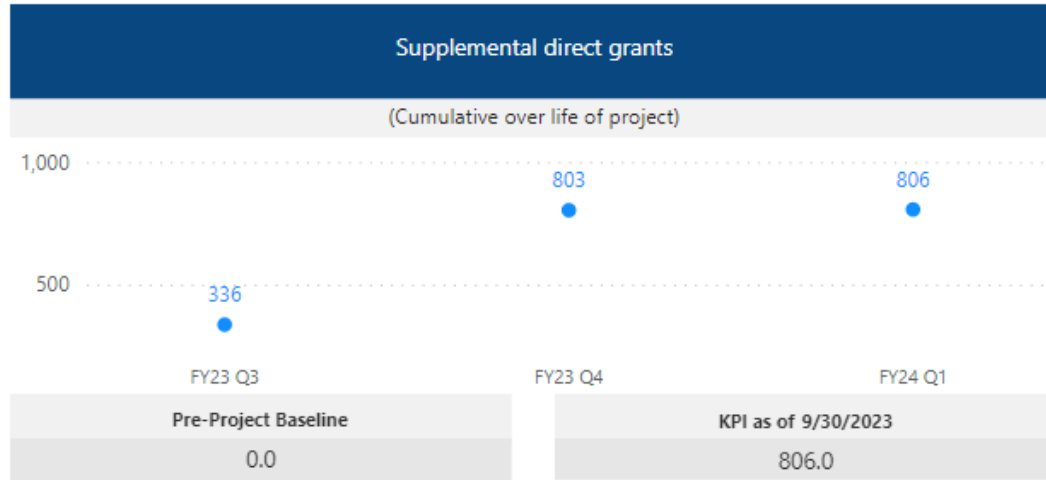 Supplemental direct grants
(Cumulative over life of project)
1,000
803
806
500
336
FY23 Q3
FY23 Q4
FY24 Q1
Pre-Project Baseline
KPI as of 9/30/2023
0.0
806.0